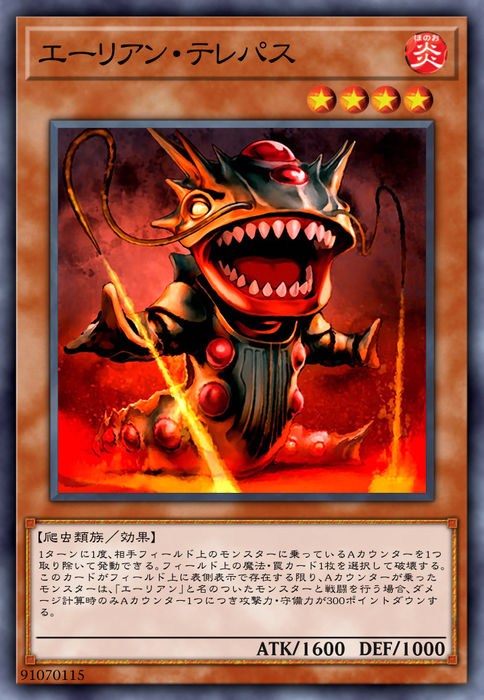 エーリアン・テレパス
ほのお
炎
【爬虫類族／効果】
1ターンに1度、相手フィールド上のモンスターに乗っているAカウンターを1つ
取り除いて発動できる。フィールド上の魔法・罠カード1枚を選択して破壊する。
このカードがフィールド上に表側表示で存在する限り、Aカウンターが乗った
モンスターは、「エーリアン」と名のついたモンスターと戦闘を行う場合、ダメ
ージ計算時のみAカウンター1つにつき攻撃力・守備力が300ポイントダウンす
る。
ATK/1600 DEF/1000
91070115